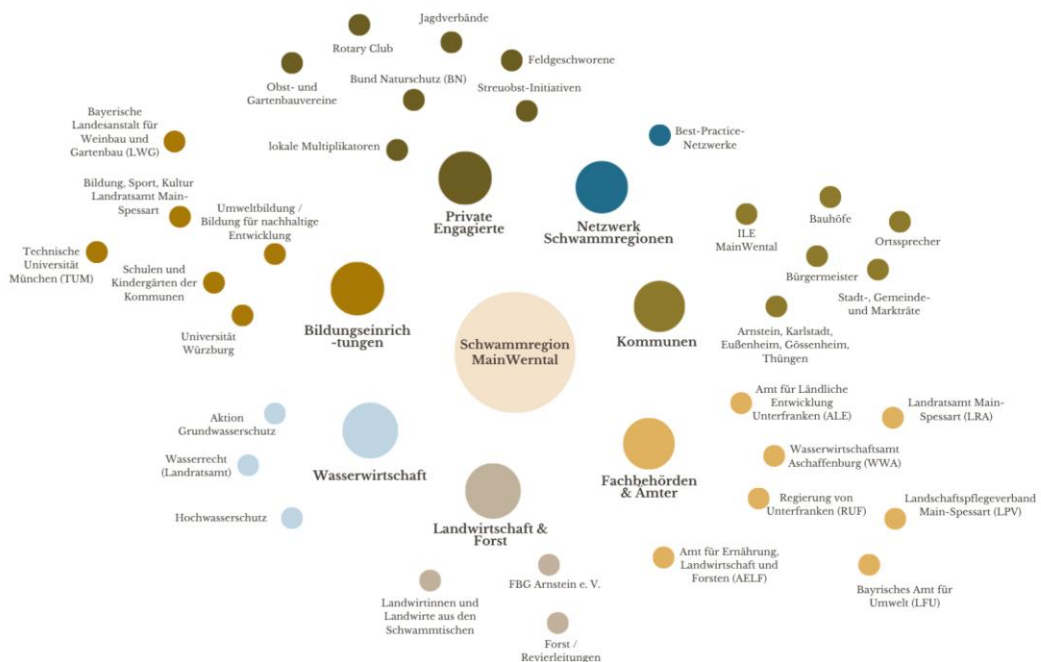 Jagdverbände
Rotary Club
Feldgeschworene
Obst- und
Gartenbauvereine
Bund Naturschutz (BN)
Streuobst-Initiativen
lokale Multiplikatoren
Private
Engagierte
Best-Practice-
Netzwerke
Netzwerk
Schwammregionen
Bayerische
Landesanstalt für
Weinbau und
Gartenbau (LWG)
Bildung, Sport, Kultur
Landratsamt Main-
Spessart
Umweltbildung /
Bildung für nachhaltige
Entwicklung
Technische
Universität
München (TUM)
Schulen und
Kindergärten der
Kommunen
Universität
Würzburg
Bildungseinrich
-tungen
Schwammregion
MainWerntal
ILE
MainWental
Bauhöfe
Ortssprecher
Bürgermeister
Stadt-, Gemeinde-
und Markträte
Arnstein, Karlstadt,
Eußenheim, Gössenheim,
Thüngen
Kommunen
Aktion
Grundwasserschutz
Wasserrecht
(Landratsamt)
Hochwasserschutz
Wasserwirtschaft
Amt für Ländliche
Entwicklung
Unterfranken (ALE)
Landratsamt Main-
Spessart (LRA)
Wasserwirtschaftsamt
Aschaffenburg (WWA)
Regierung von
Unterfranken (RUF)
Landschaftspflegeverband
Main-Spessart (LPV)
Amt für Ernährung,
Landwirtschaft und
Forsten (AELF)
Bayrisches Amt für
Umwelt (LFU)
Fachbehörden
& Ämter
Landwirtschaft &
Forst
FBG Arnstein e. V.
Landwirtinnen und
Landwirte aus den
Schwammtischen
Forst /
Revierleitungen